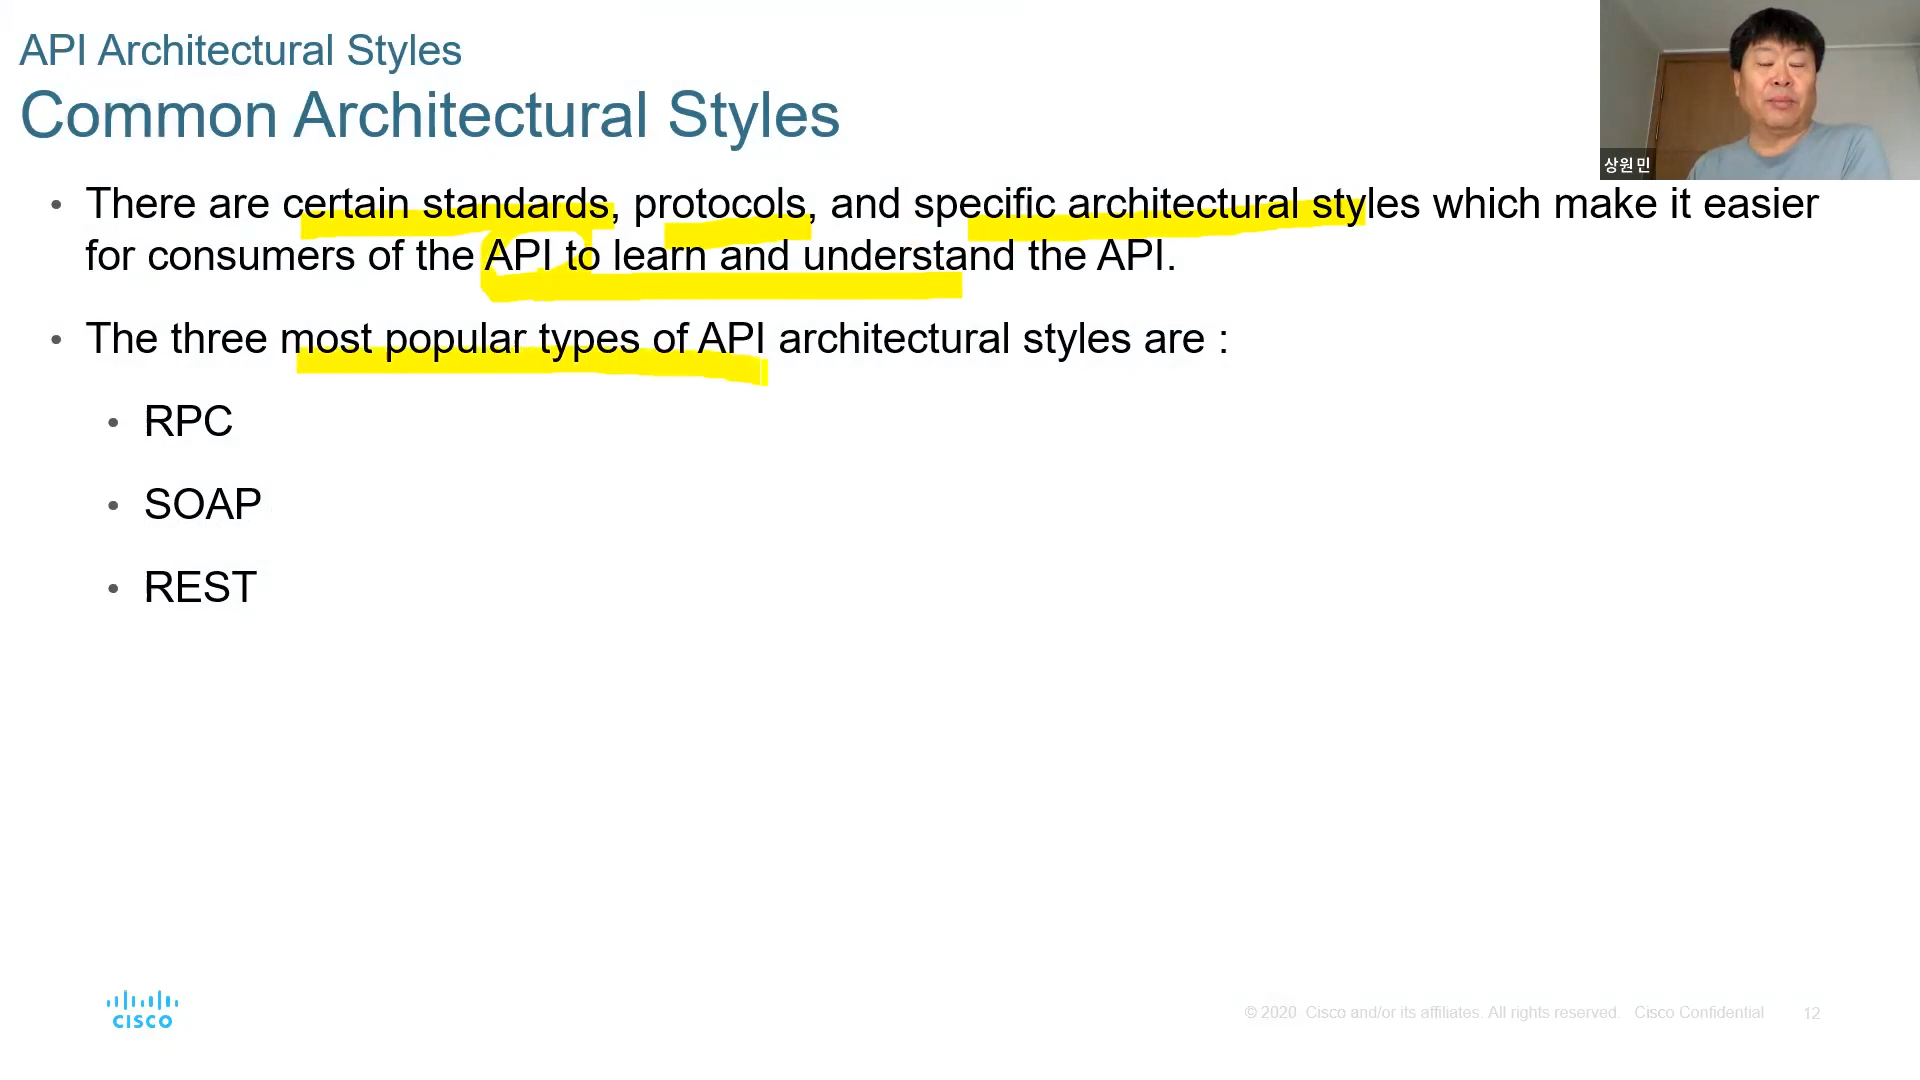 API Architectural Styles
Common Architectural Styles
상원 민
• There are certain standards, protocols, and specific architectural styles which make it easier
for consumers of the API to learn and understand the API.
• The three most popular types of API architectural styles are :
• RPC
• SOAP
• REST
CISCO
© 2020 Cisco and/or its affiliates. All rights reserved. Cisco Confidential 12